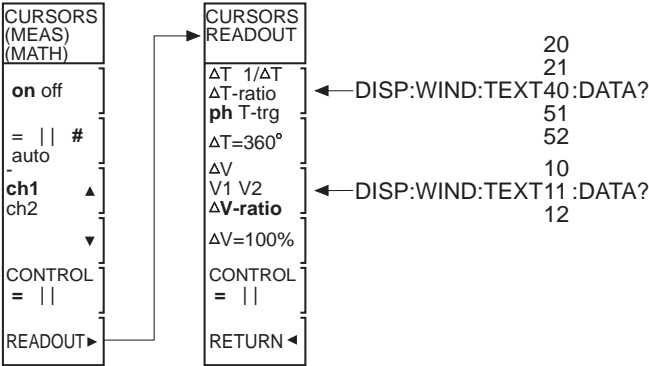 CURSORS
(MEAS)
(MATH)
on off
= || #
auto
-
ch1 ▲
ch2
▼
CONTROL
= ||
READOUT ▶
CURSORS
READOUT
ΔT 1/ΔT
ΔT-ratio
ph T-trg
ΔT=360°
ΔV
V1 V2
ΔV-ratio
ΔV=100%
CONTROL
= ||
RETURN ◀
20
21
DISP:WIND:TEXT40:DATA?
51
52
10
DISP:WIND:TEXT11:DATA?
12